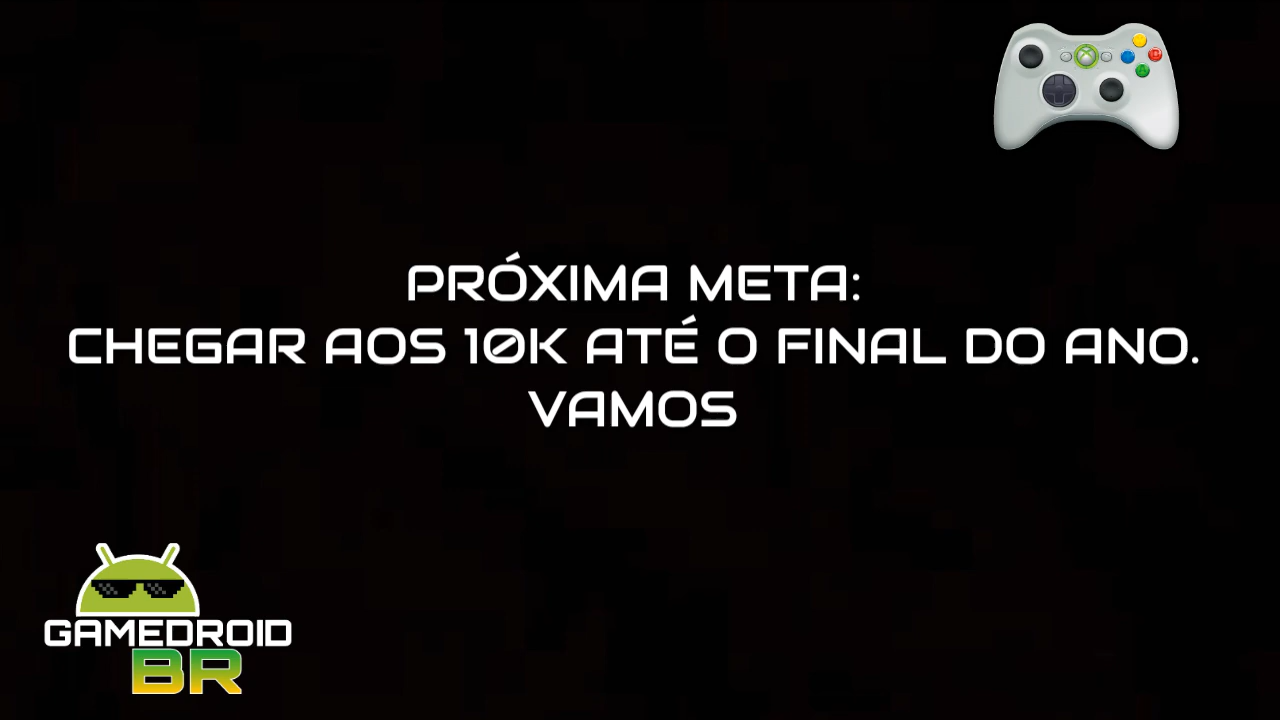 PRÓXIMA META:
CHEGAR AOS 10K ATÉ O FINAL DO ANO.
VAMOS
GAMEDROID
BR